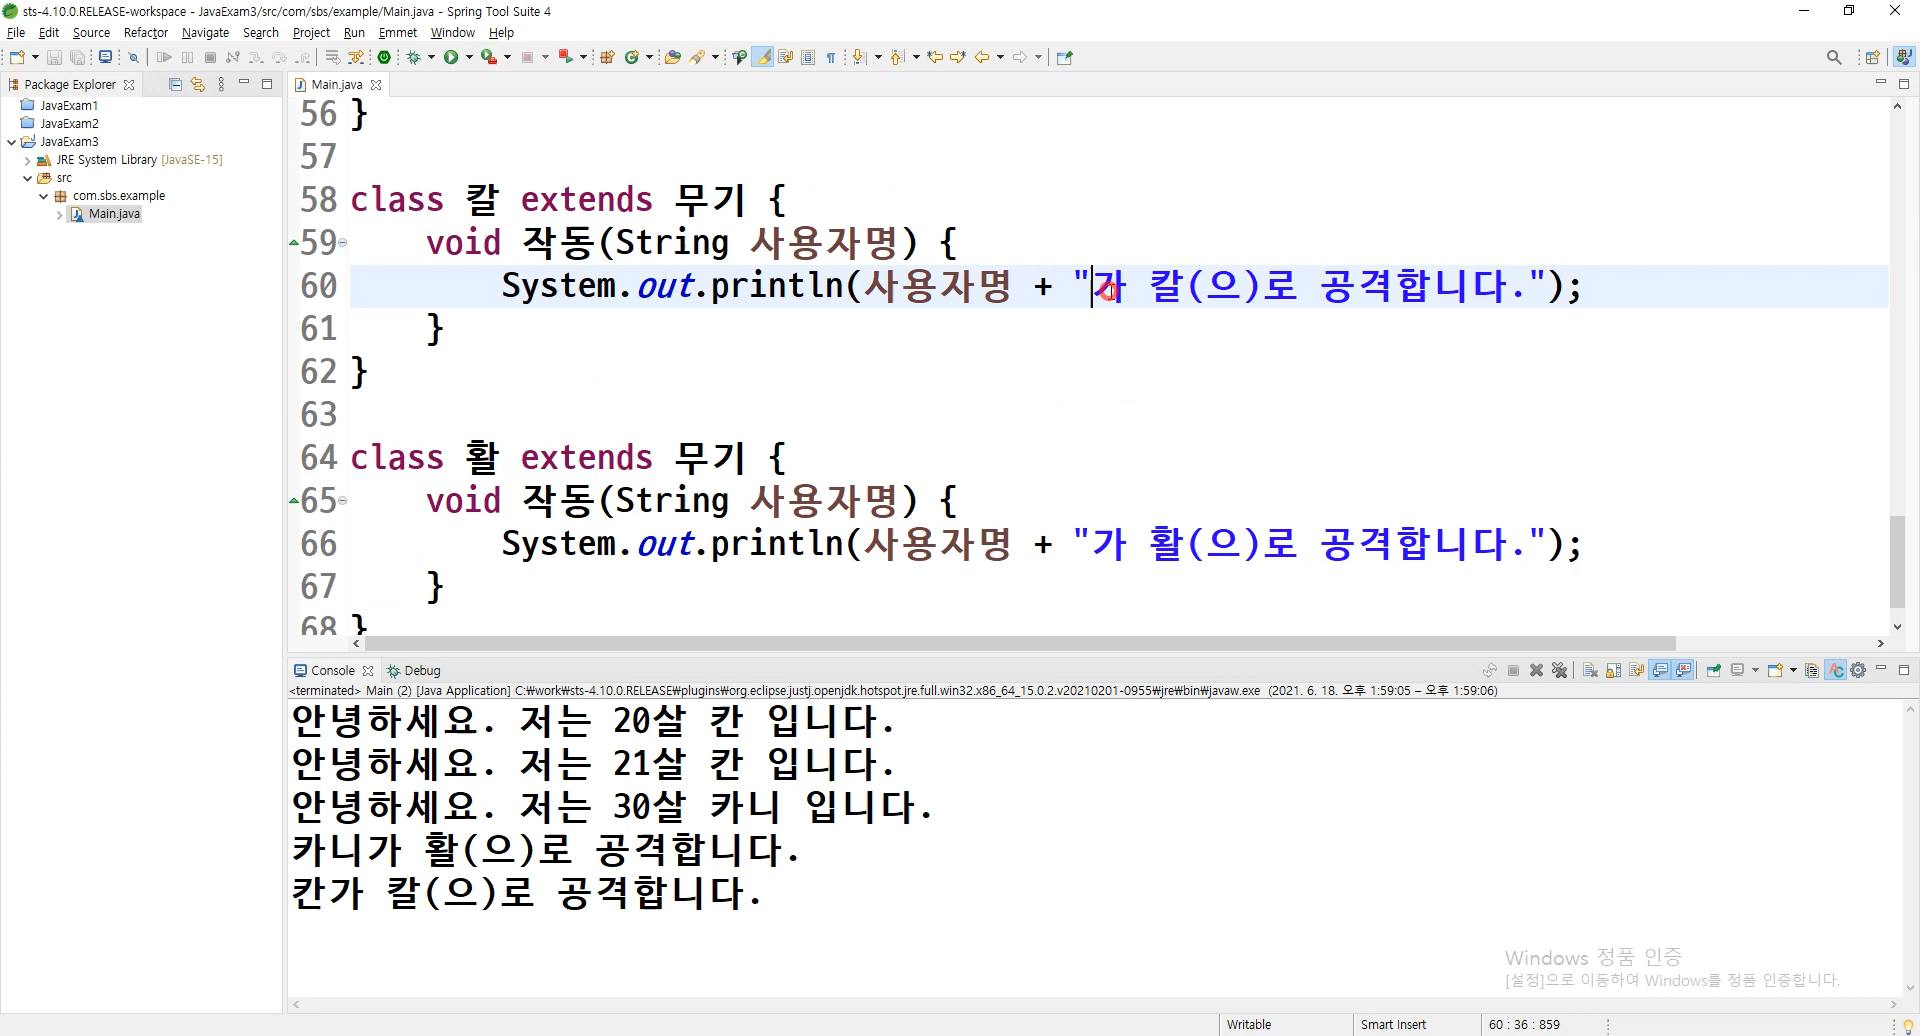 sts-4.10.0.RELEASE-workspace - JavaExam3/src/com/sbs/example/Main.java - Spring Tool Suite 4
File Edit Source Refactor Navigate Search Project Run Emmet Window Help
Package Explorer
JavaExam1
JavaExam2
JavaExam3
JRE System Library [JavaSE-15]
src
com.sbs.example
Main.java
Main.java
56 }
57
58 class 칼 extends 무기 {
59 void 작동(String 사용자명) {
60 System.out.println(사용자명 + "가 칼(으)로 공격합니다.");
61 }
62 }
63
64 class 활 extends 무기 {
65 void 작동(String 사용자명) {
66 System.out.println(사용자명 + "가 활(으)로 공격합니다.");
67 }
68 }
Console Debug
<terminated> Main (2) [Java Application] C:₩work₩sts-4.10.0.RELEASE₩plugins₩org.eclipse.justj.openjdk.hotspot.jre.full.win32.x86_64_15.0.2.v20210201-0955₩jre₩bin₩javaw.exe (2021. 6. 18. 오후 1:59:05 – 오후 1:59:06)
안녕하세요. 저는 20살 칸 입니다.
안녕하세요. 저는 21살 칸 입니다.
안녕하세요. 저는 30살 카니 입니다.
카니가 활(으)로 공격합니다.
칸가 칼(으)로 공격합니다.
Windows 정품 인증
[설정]으로 이동하여 Windows를 정품 인증합니다.
Writable Smart Insert 60 : 36 : 859